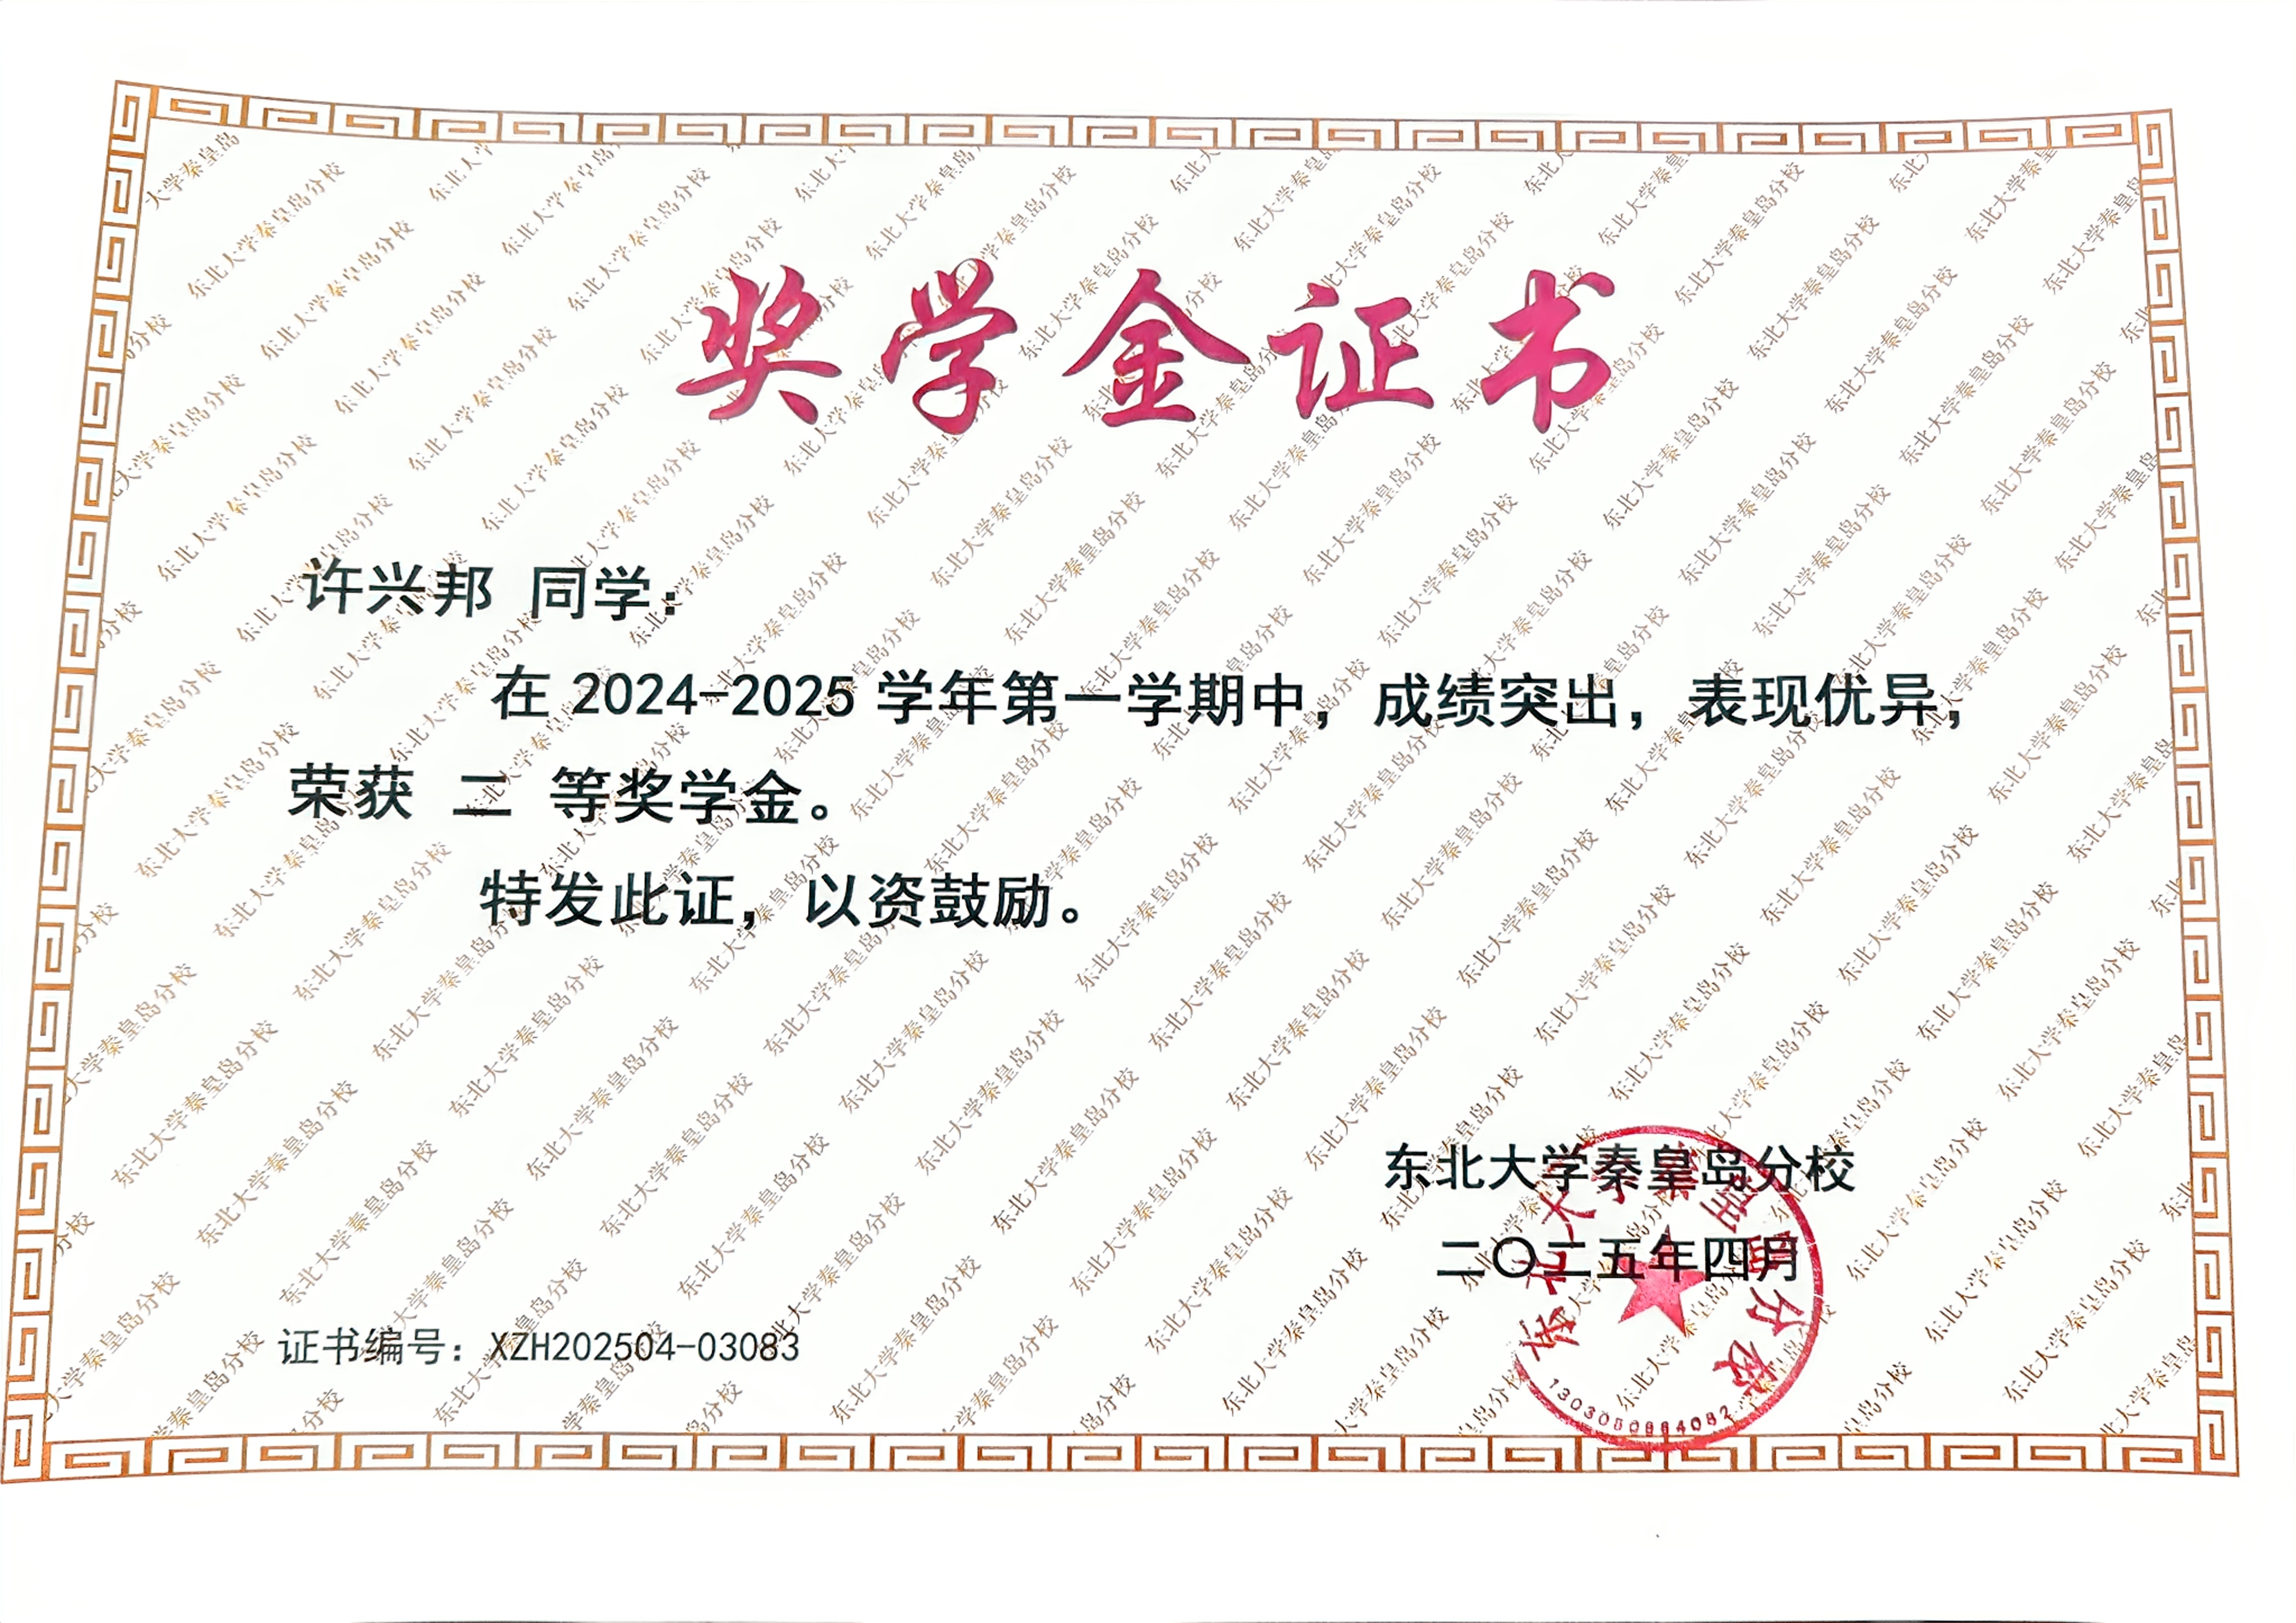 奖学金证书
许兴邦 同学：
在 2024-2025 学年第一学期中，成绩突出，表现优异，
荣获 二 等奖学金。
特发此证，以资鼓励。
东北大学秦皇岛分校
二〇二五年四月
证书编号：XZH202504-03083
东北大学秦皇岛分校